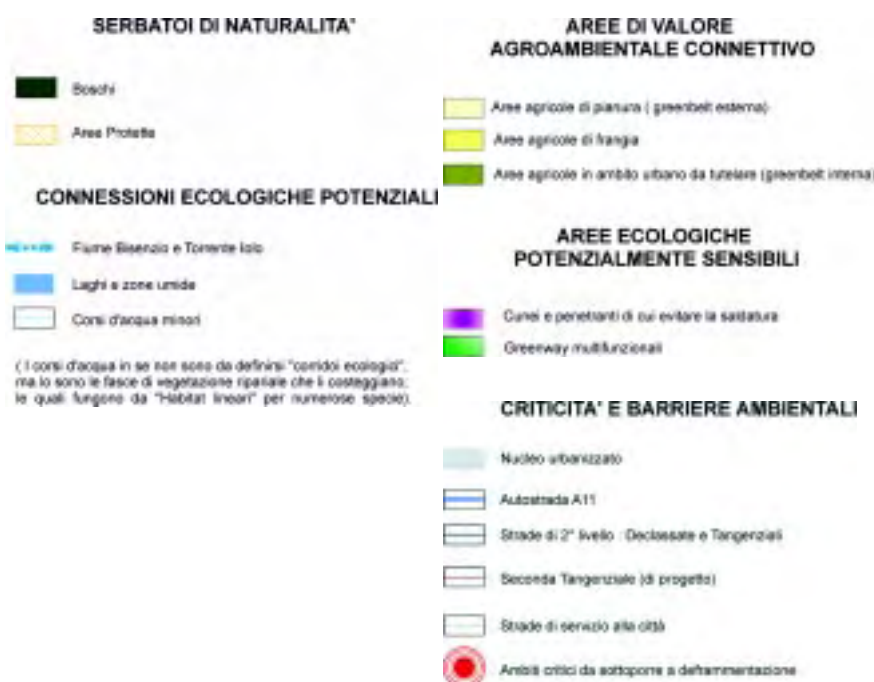 SERBATOI DI NATURALITA'
Boschi
Aree Protette
CONNESSIONI ECOLOGICHE POTENZIALI
Fiume Bisenzio e Torrente Iolo
Laghi e zone umide
Corsi d'acqua minori
( I corsi d'acqua in se non sono da definirsi "corridoi ecologici",
ma lo sono le fasce di vegetazione ripariale che li costeggiano;
le quali fungono da "Habitat lineari" per numerose specie).
AREE DI VALORE
AGROAMBIENTALE CONNETTIVO
Aree agricole di pianura ( greenbelt esterna)
Aree agricole di frangia
Aree agricole in ambito urbano da tutelare (greenbelt interna)
AREE ECOLOGICHE
POTENZIALMENTE SENSIBILI
Cunei e penetranti di cui evitare la saldatura
Greenway multifunzionali
CRITICITA' E BARRIERE AMBIENTALI
Nucleo urbanizzato
Autostrada A11
Strade di 2° livello : Declassate e Tangenziali
Seconda Tangenziale (di progetto)
Strade di servizio alla città
Ambiti critici da sottoporre a deframmentazione